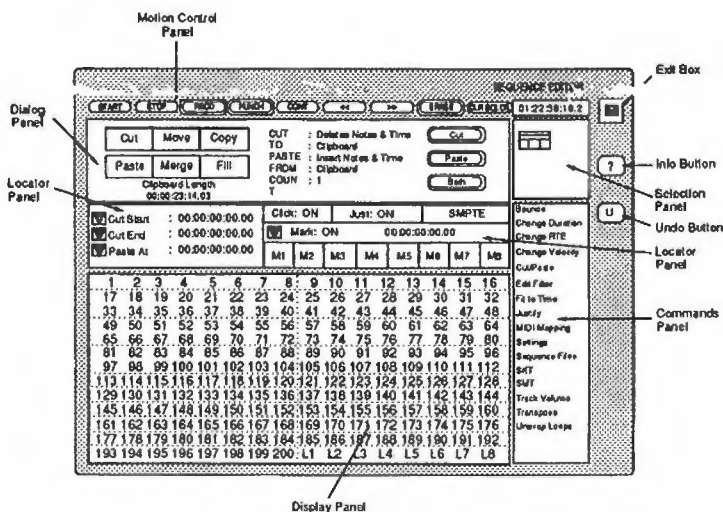 Motion Control
Panel
Exit Box
SEQUENCE EDITOR
START STOP PUNCH CONT << >> ERASE 01:22:58:18.2
Dialog
Panel
Cut Move Copy
Paste Merge Fill
Clipboard Length
00:00:23:14.03
CUT : Deletes Notes & Time
TO : Clipboard
PASTE : Insert Notes & Time
FROM : Clipboard
COUN : 1
T
Cut
Paste
Both
?
Info Button
Selection
Panel
U
Undo Button
Locator
Panel
Cut Start : 00:00:00:00.00
Cut End : 00:00:00:00.00
Paste At : 00:00:00:00.00
Click: ON Just: ON SMPTE
Mark: ON 00:00:00:00.00
M1 M2 M3 M4 M5 M6 M7 M8
Locator
Panel
Bounce
Change Duration
Change RTE
Change Velocity
Cut/Paste
Edit Filter
Fit to Time
Justify
MIDI Mapping
Settings
Sequence Files
SMT
Track Volume
Transpose
Unwrap Loops
Commands
Panel
1 2 3 4 5 6 7 8 9 10 11 12 13 14 15 16
17 18 19 20 21 22 23 24 25 26 27 28 29 30 31 32
33 34 35 36 37 38 39 40 41 42 43 44 45 46 47 48
49 50 51 52 53 54 55 56 57 58 59 60 61 62 63 64
65 66 67 68 69 70 71 72 73 74 75 76 77 78 79 80
81 82 83 84 85 86 87 88 89 90 91 92 93 94 95 96
97 98 99 100 101 102 103 104 105 106 107 108 109 110 111 112
113 114 115 116 117 118 119 120 121 122 123 124 125 126 127 128
129 130 131 132 133 134 135 136 137 138 139 140 141 142 143 144
145 146 147 148 149 150 151 152 153 154 155 156 157 158 159 160
161 162 163 164 165 166 167 168 169 170 171 172 173 174 175 176
177 178 179 180 181 182 183 184 185 186 187 188 189 190 191 192
193 194 195 196 197 198 199 200 L1 L2 L3 L4 L5 L6 L7 L8
Display Panel